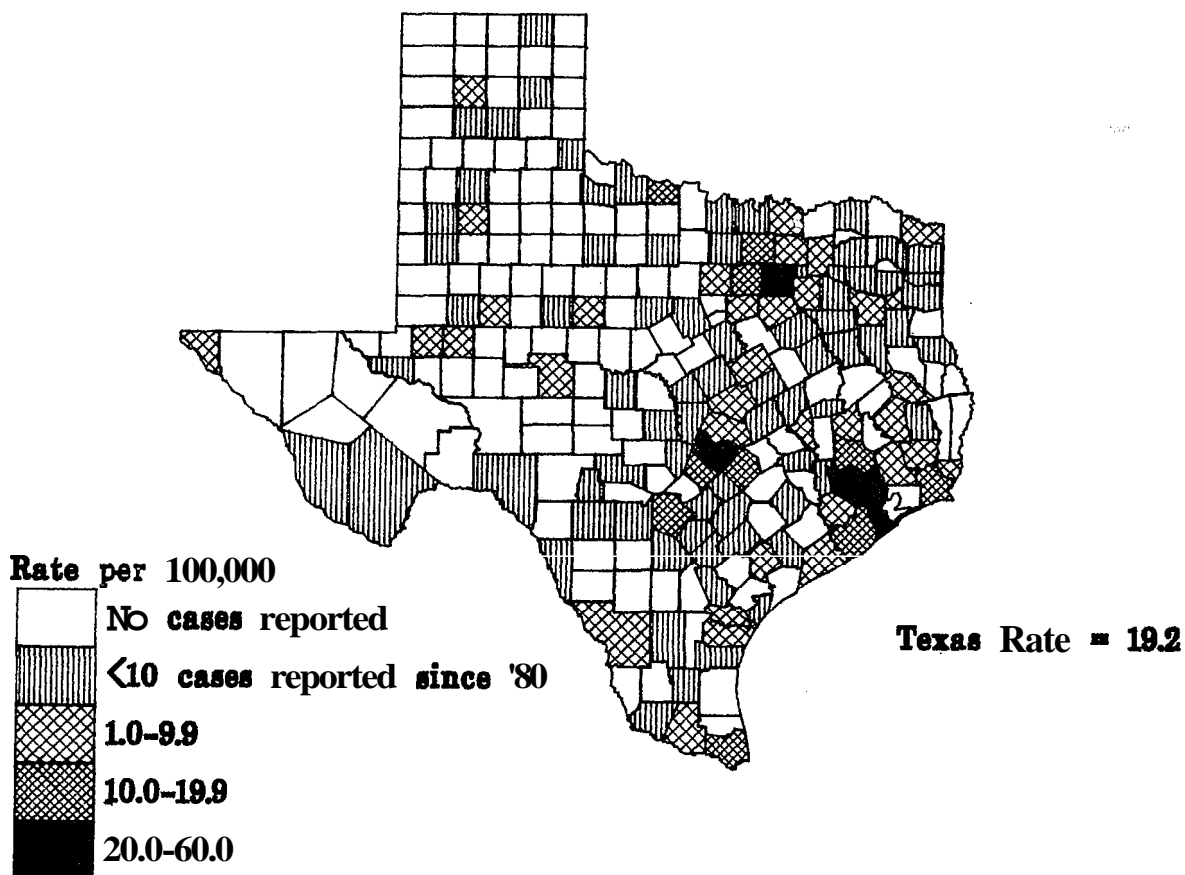 2
Rate per 100,000
No cases reported
<10 cases reported since '80
1.0-9.9
10.0-19.9
20.0-60.0
Texas Rate = 19.2